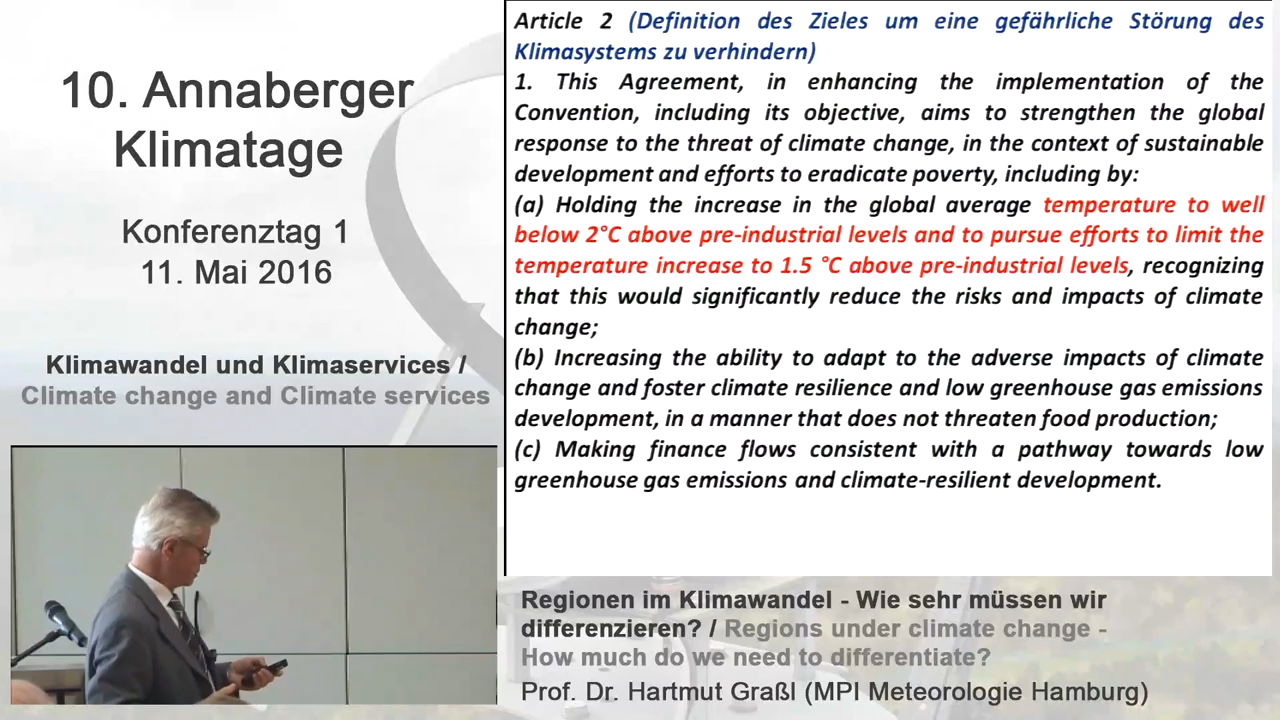 10. Annaberger
Klimatage
Konferenztag 1
11. Mai 2016
Klimawandel und Klimaservices /
Climate change and Climate services
Article 2 (Definition des Zieles um eine gefährliche Störung des
Klimasystems zu verhindern)
1. This Agreement, in enhancing the implementation of the
Convention, including its objective, aims to strengthen the global
response to the threat of climate change, in the context of sustainable
development and efforts to eradicate poverty, including by:
(a) Holding the increase in the global average temperature to well
below 2°C above pre-industrial levels and to pursue efforts to limit the
temperature increase to 1.5 °C above pre-industrial levels, recognizing
that this would significantly reduce the risks and impacts of climate
change;
(b) Increasing the ability to adapt to the adverse impacts of climate
change and foster climate resilience and low greenhouse gas emissions
development, in a manner that does not threaten food production;
(c) Making finance flows consistent with a pathway towards low
greenhouse gas emissions and climate-resilient development.
Regionen im Klimawandel - Wie sehr müssen wir
differenzieren? / Regions under climate change -
How much do we need to differentiate?
Prof. Dr. Hartmut Graßl (MPI Meteorologie Hamburg)